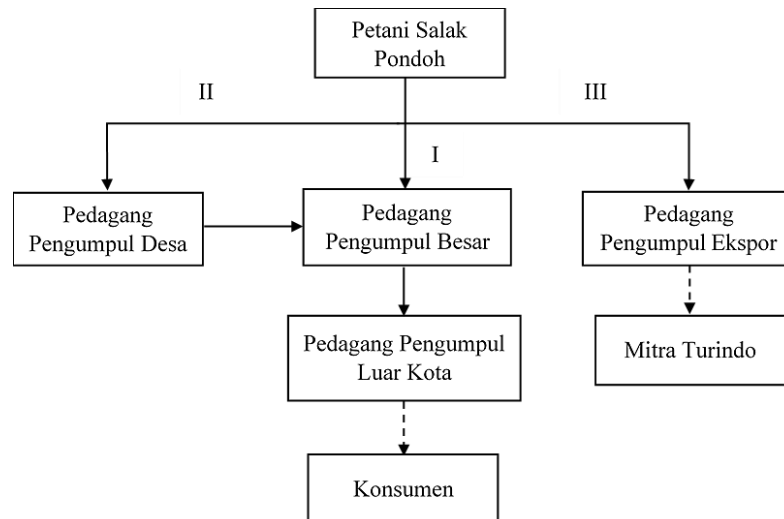 Petani Salak
Pondoh
II
III
I
Pedagang
Pengumpul Desa
Pedagang
Pengumpul Besar
Pedagang
Pengumpul Ekspor
Pedagang Pengumpul
Luar Kota
Mitra Turindo
Konsumen